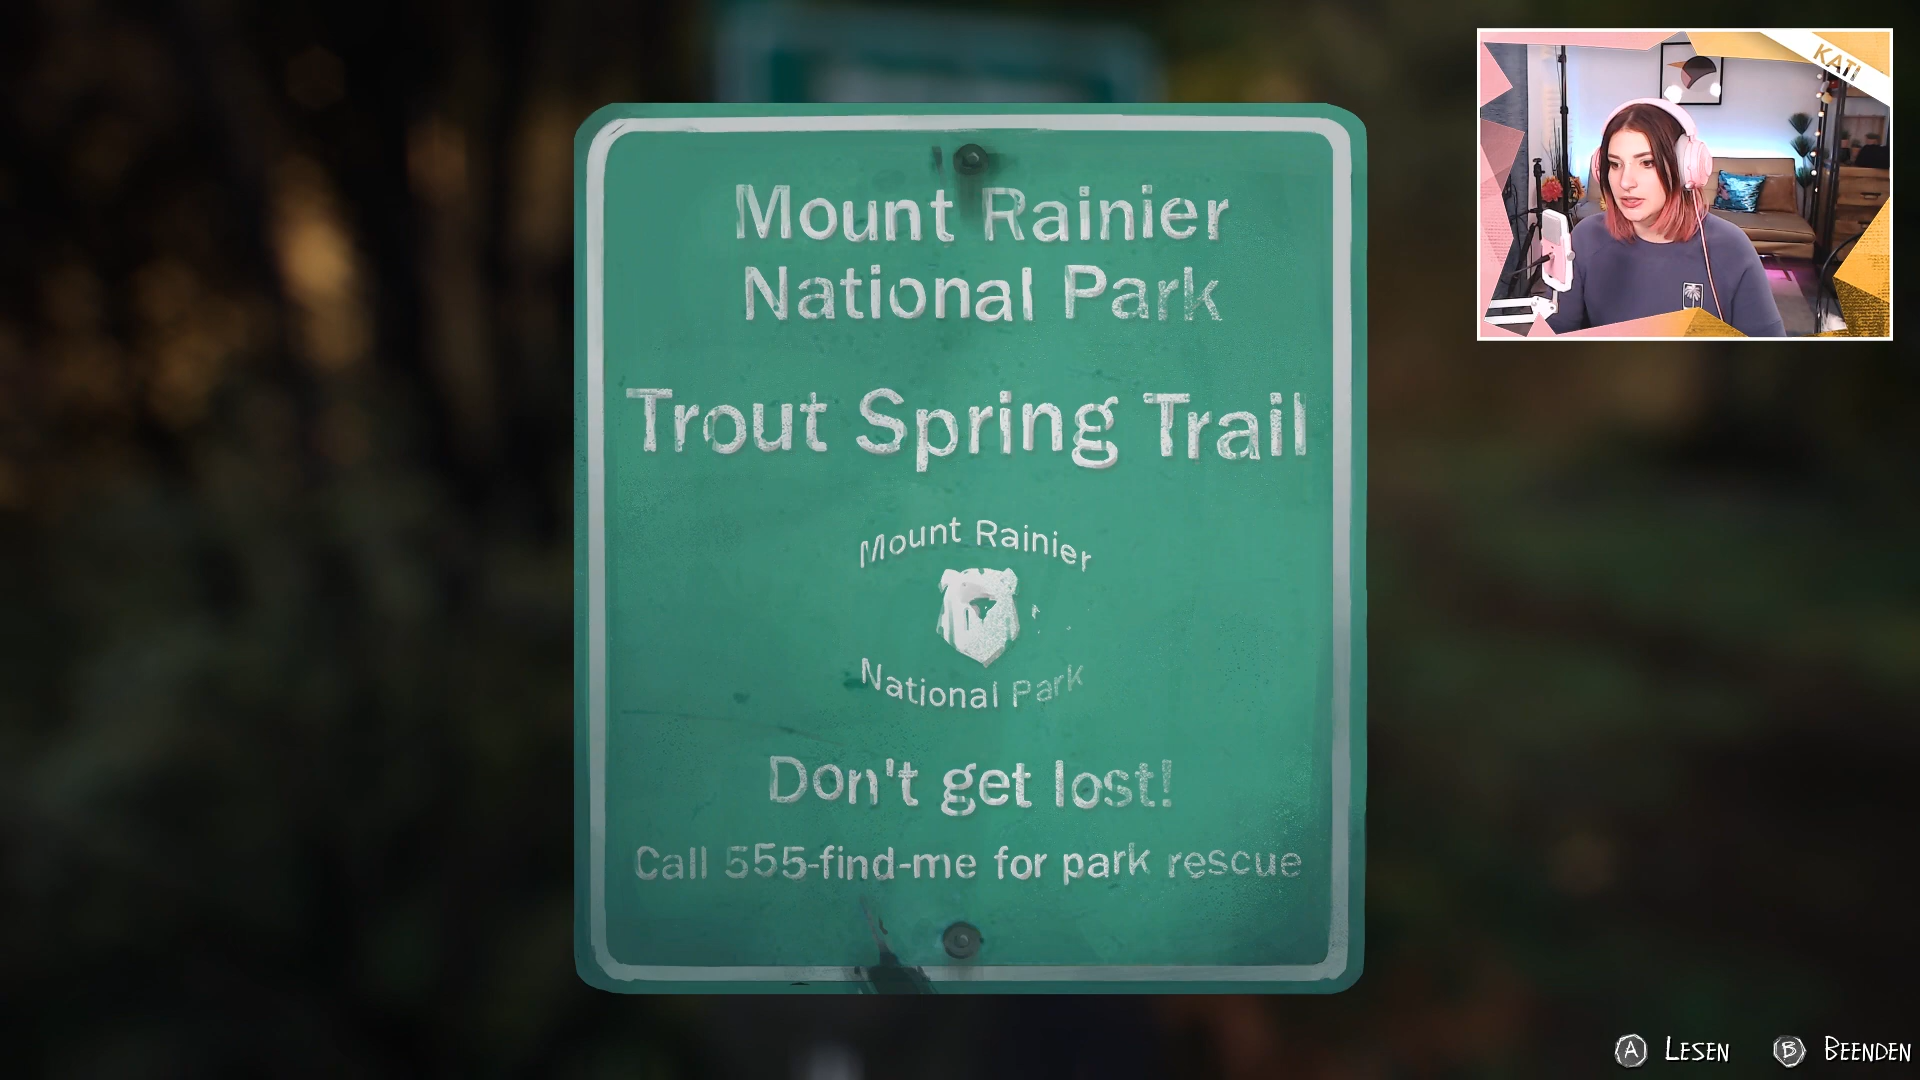 Mount Rainier
National Park
Trout Spring Trail
Mount Rainier
National Park
Don't get lost!
Call 555-find-me for park rescue
KATI
A LESEN B BEENDEN